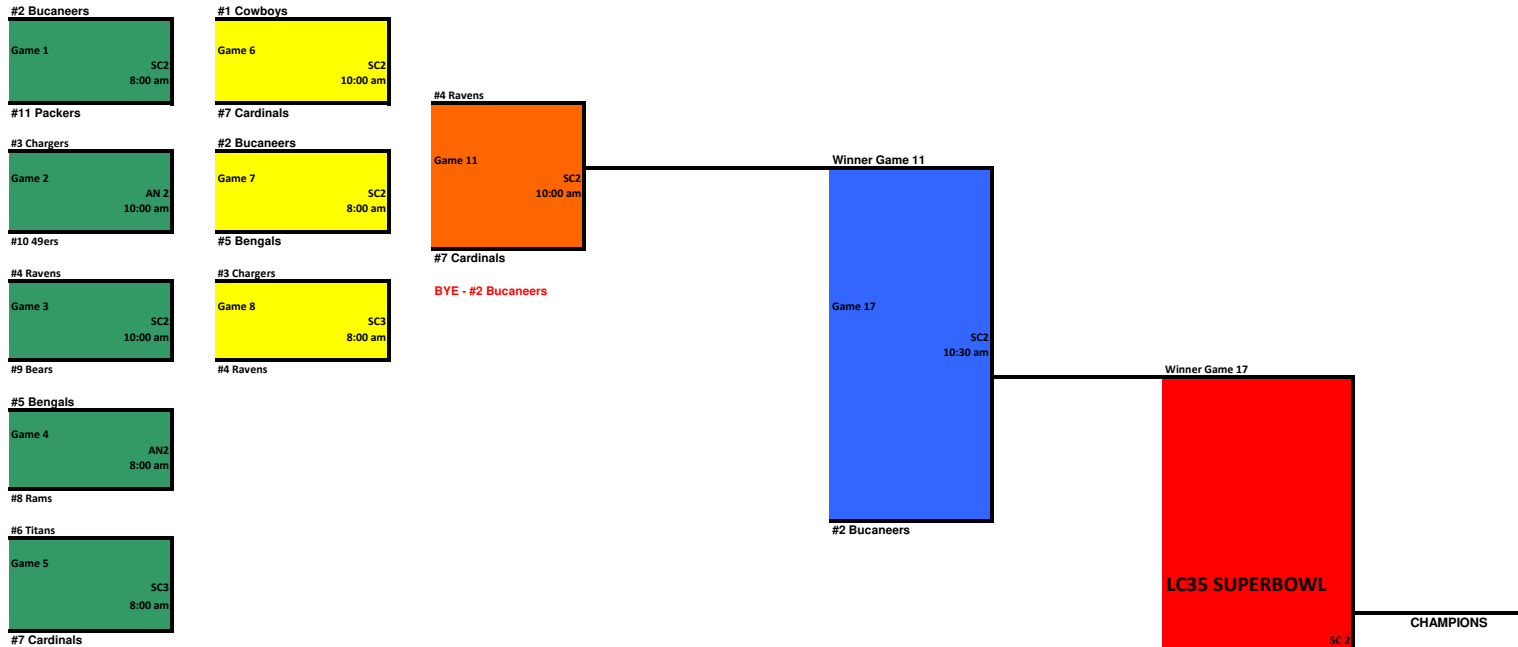 #2 Bucaneers
Game 1
SC2
8:00 am
#11 Packers
#3 Chargers
Game 2
AN 2
10:00 am
#10 49ers
#4 Ravens
Game 3
SC2
10:00 am
#9 Bears
#5 Bengals
Game 4
AN2
8:00 am
#8 Rams
#6 Titans
Game 5
SC3
8:00 am
#7 Cardinals
#1 Cowboys
Game 6
SC2
10:00 am
#7 Cardinals
#2 Bucaneers
Game 7
SC2
8:00 am
#5 Bengals
#3 Chargers
Game 8
SC3
8:00 am
#4 Ravens
#4 Ravens
Game 11
SC2
10:00 am
#7 Cardinals
BYE - #2 Bucaneers
Winner Game 11
Game 17
SC2
10:30 am
#2 Bucaneers
Winner Game 17
LC35 SUPERBOWL
SC 2
CHAMPIONS